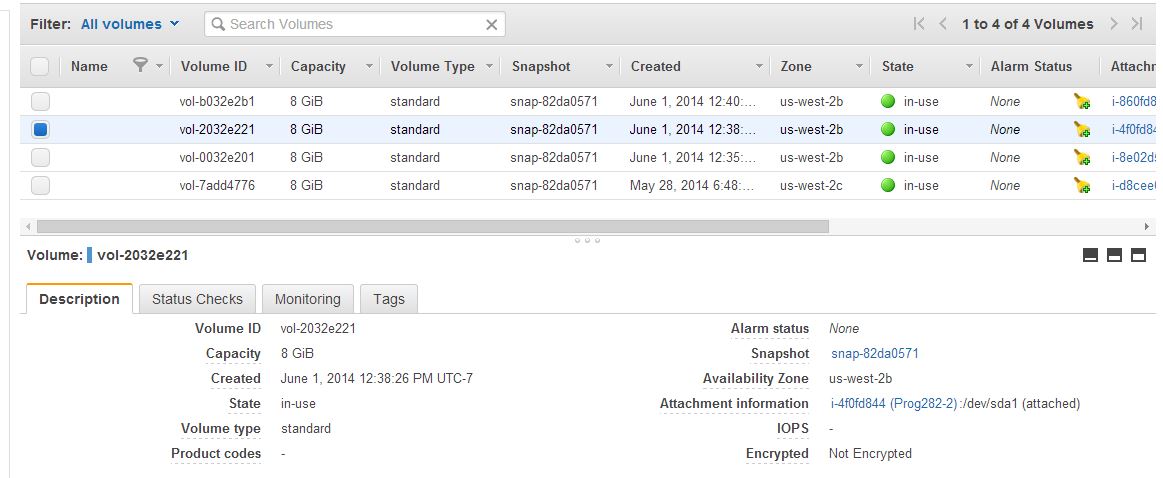 Filter: All volumes Search Volumes 1 to 4 of 4 Volumes
Name Volume ID Capacity Volume Type Snapshot Created Zone State Alarm Status Attachn
vol-b032e2b1 8 GiB standard snap-82da0571 June 1, 2014 12:40:... us-west-2b in-use None i-860fd8
vol-2032e221 8 GiB standard snap-82da0571 June 1, 2014 12:38:... us-west-2b in-use None i-4f0fd84
vol-0032e201 8 GiB standard snap-82da0571 June 1, 2014 12:35:... us-west-2b in-use None i-8e02d5
vol-7add4776 8 GiB standard snap-82da0571 May 28, 2014 6:48:... us-west-2c in-use None i-d8cee
Volume: vol-2032e221
Description Status Checks Monitoring Tags
Volume ID vol-2032e221 Alarm status None
Capacity 8 GiB Snapshot snap-82da0571
Created June 1, 2014 12:38:26 PM UTC-7 Availability Zone us-west-2b
State in-use Attachment information i-4f0fd844 (Prog282-2):/dev/sda1 (attached)
Volume type standard IOPS -
Product codes - Encrypted Not Encrypted